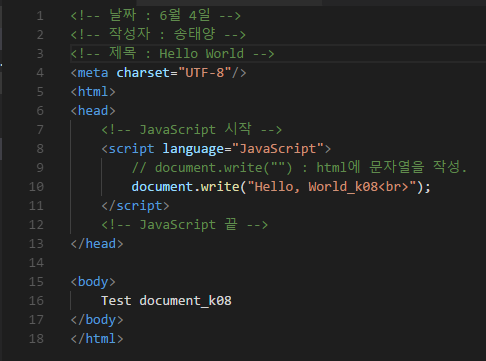 1 <!-- 날짜 : 6월 4일 -->
2 <!-- 작성자 : 송태양 -->
3 <!-- 제목 : Hello World -->
4 <meta charset="UTF-8"/>
5 <html>
6 <head>
7     <!-- JavaScript 시작 -->
8     <script language="JavaScript">
9         // document.write("") : html에 문자열을 작성.
10         document.write("Hello, World_k08<br>");
11     </script>
12     <!-- JavaScript 끝 -->
13 </head>
14
15 <body>
16     Test document_k08
17 </body>
18 </html>